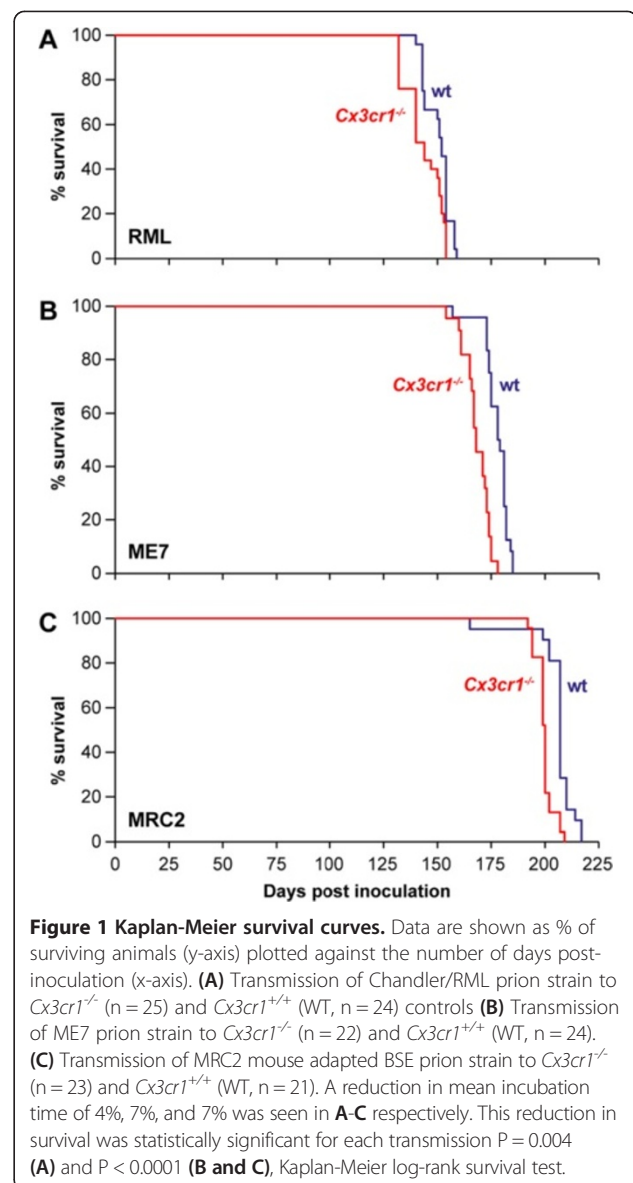 A
100
80
60
40
20
0
% survival
wt
Cx3cr1-/-
RML
B
100
80
60
40
20
0
% survival
Cx3cr1-/-
wt
ME7
C
100
80
60
40
20
0
% survival
Cx3cr1-/-
wt
MRC2
0 25 50 75 100 125 150 175 200 225
Days post inoculation
Figure 1 Kaplan-Meier survival curves. Data are shown as % of
surviving animals (y-axis) plotted against the number of days post-
inoculation (x-axis). (A) Transmission of Chandler/RML prion strain to
Cx3cr1-/- (n = 25) and Cx3cr1+/+ (WT, n = 24) controls (B) Transmission
of ME7 prion strain to Cx3cr1-/- (n = 22) and Cx3cr1+/+ (WT, n = 24).
(C) Transmission of MRC2 mouse adapted BSE prion strain to Cx3cr1-/-
(n = 23) and Cx3cr1+/+ (WT, n = 21). A reduction in mean incubation
time of 4%, 7%, and 7% was seen in A-C respectively. This reduction in
survival was statistically significant for each transmission P = 0.004
(A) and P < 0.0001 (B and C), Kaplan-Meier log-rank survival test.